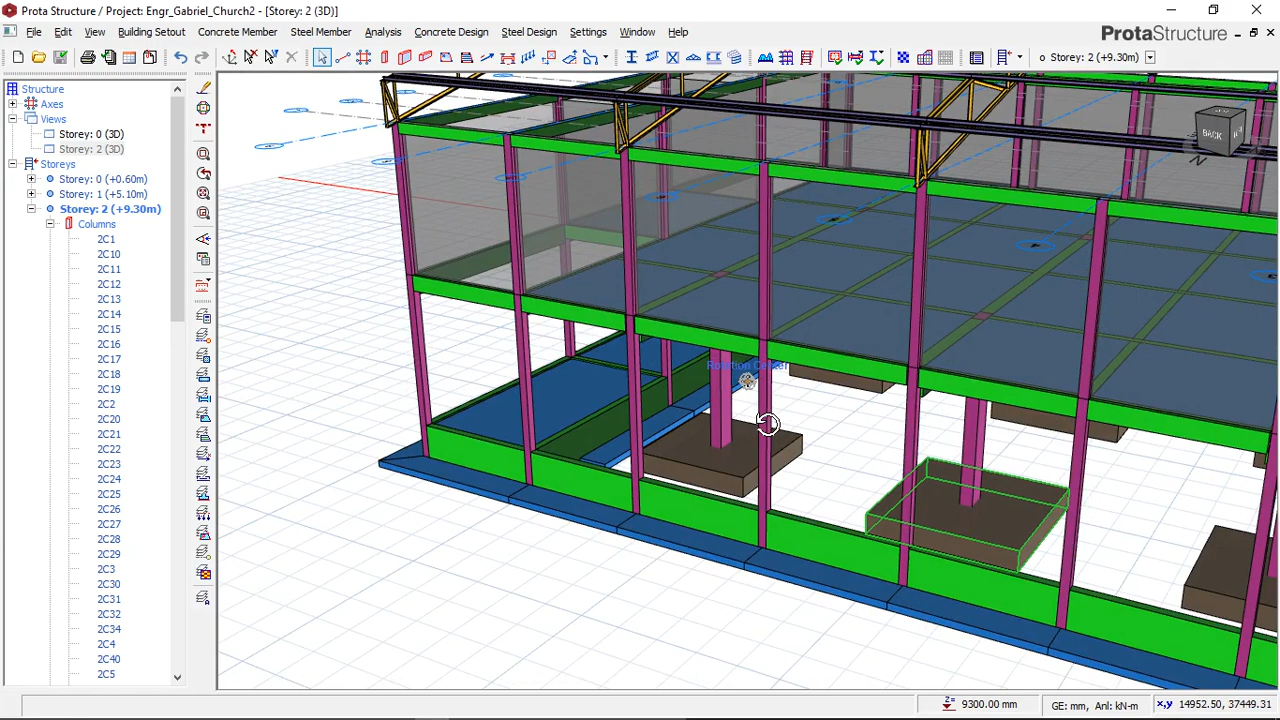 Prota Structure / Project: Engr_Gabriel_Church2 - [Storey: 2 (3D)]
File Edit View Building Setout Concrete Member Steel Member Analysis Concrete Design Steel Design Settings Window Help
ProtaStructure
Storey: 2 (+9.30m)
Structure
Axes
Views
Storey: 0 (3D)
Storey: 2 (3D)
Storeys
Storey: 0 (+0.60m)
Storey: 1 (+5.10m)
Storey: 2 (+9.30m)
Columns
2C1
2C10
2C11
2C12
2C13
2C14
2C15
2C16
2C17
2C18
2C19
2C2
2C20
2C21
2C22
2C23
2C24
2C25
2C26
2C27
2C28
2C29
2C3
2C30
2C31
2C32
2C34
2C4
2C40
2C5
BACK
Rotation Center
Z= 9300.00 mm
GE: mm, Anl: kN-m
x,y 14952.50, 37449.31